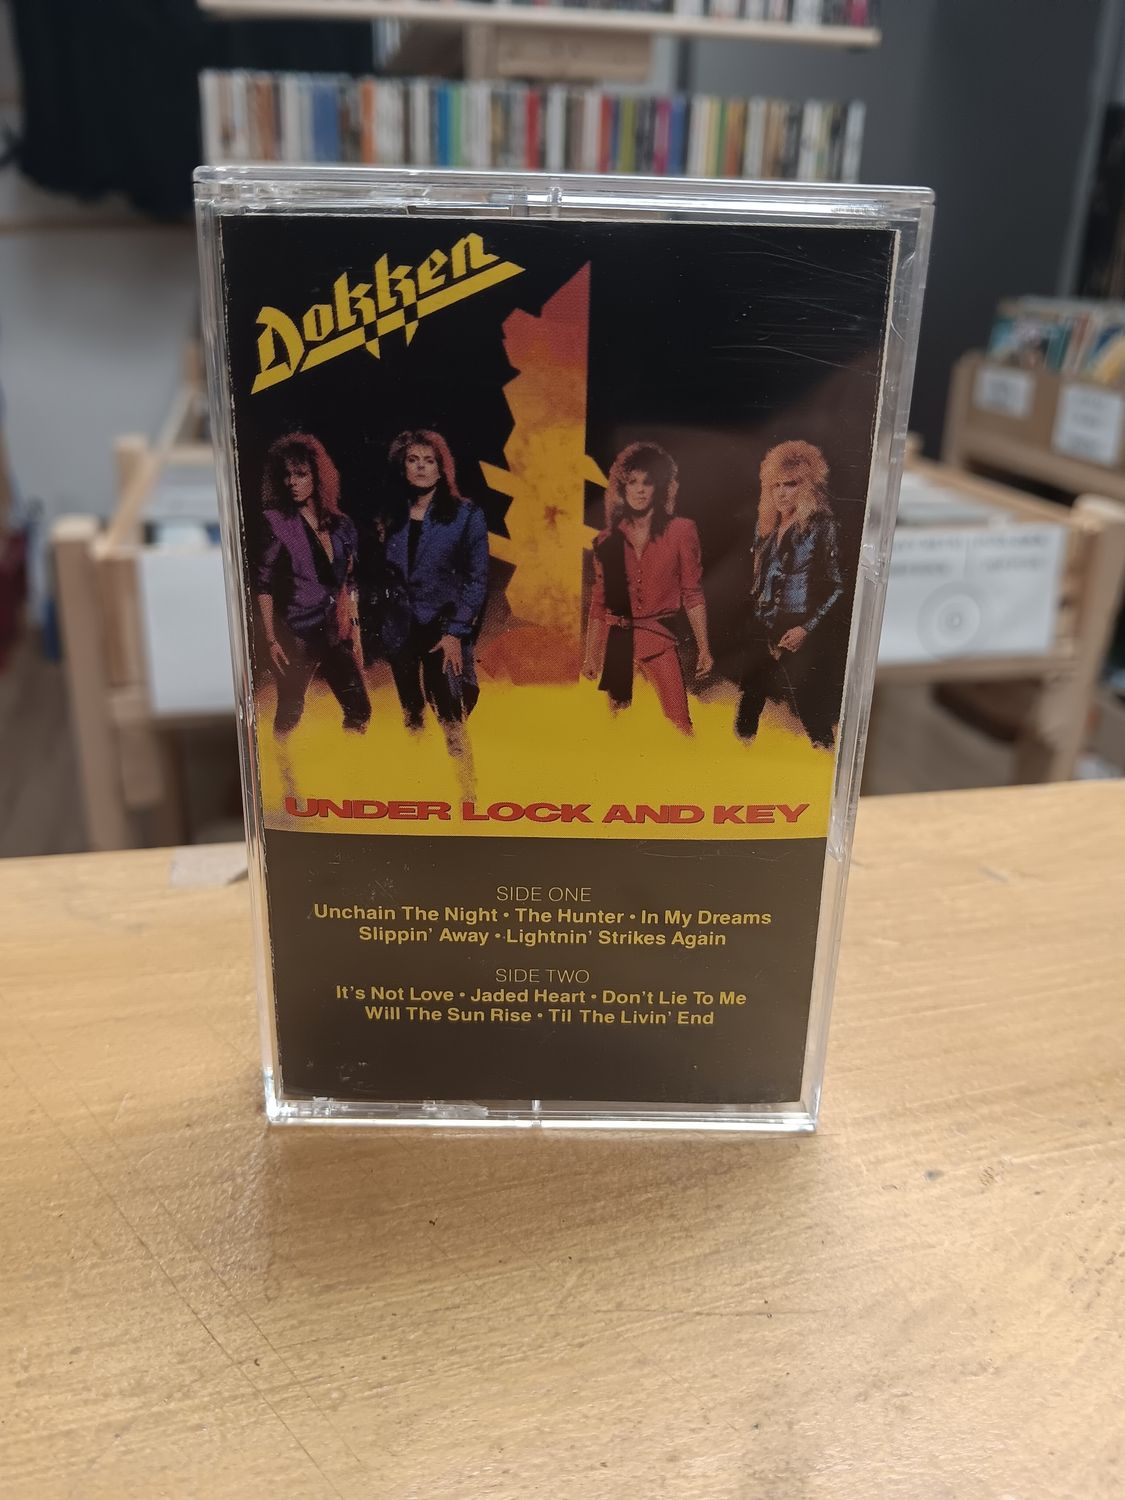 Dokken
UNDER LOCK AND KEY
SIDE ONE
Unchain The Night • The Hunter • In My Dreams
Slippin' Away • Lightnin' Strikes Again
SIDE TWO
It's Not Love • Jaded Heart • Don't Lie To Me
Will The Sun Rise • Til The Livin' End